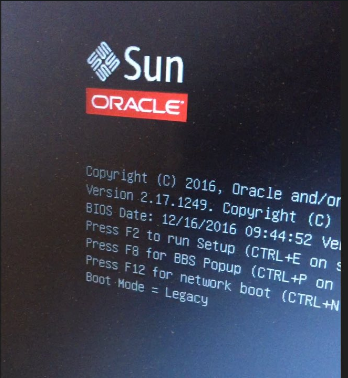 Sun
ORACLE
Copyright (C) 2016, Oracle and/or
Version 2.17.1249. Copyright (C)
BIOS Date: 12/16/2016 09:44:52 Ve
Press F2 to run Setup (CTRL+E on
Press F8 for BBS Popup (CTRL+P on
Press F12 for network boot (CTRL+N
Boot Mode = Legacy